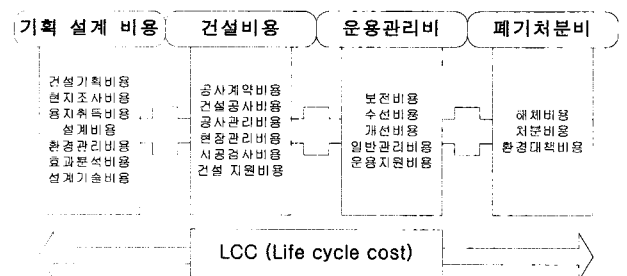 기획 설계 비용
건설비용
운용관리비
폐기처분비
건설기획비용
현지조사비용
용지취득비용
설계비용
환경관리비용
효과분석비용
설계기술비용
공사계약비용
건설공사비용
공사관리비용
현장관리비용
시공검사비용
건설 지원비용
보전비용
수선비용
개선비용
일반관리비용
운용지원비용
해체비용
처분비용
환경대책비용
LCC (Life cycle cost)